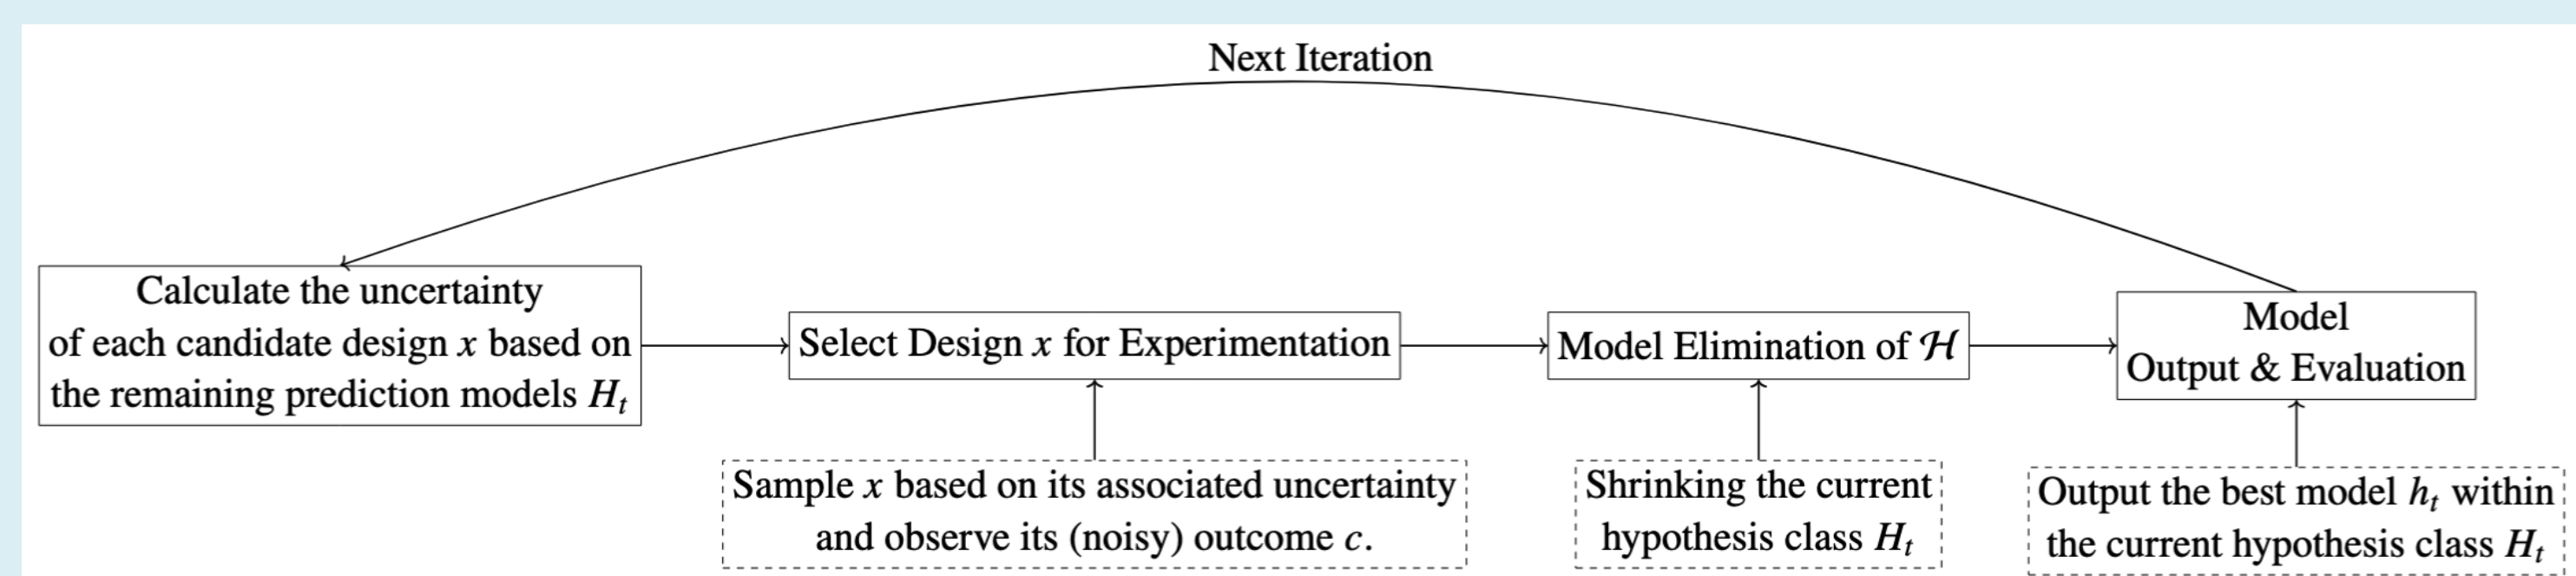 Next Iteration
Calculate the uncertainty
of each candidate design x based on
the remaining prediction models H_t
Select Design x for Experimentation
Model Elimination of ℋ
Model
Output & Evaluation
Sample x based on its associated uncertainty
and observe its (noisy) outcome c.
Shrinking the current
hypothesis class H_t
Output the best model h_t within
the current hypothesis class H_t